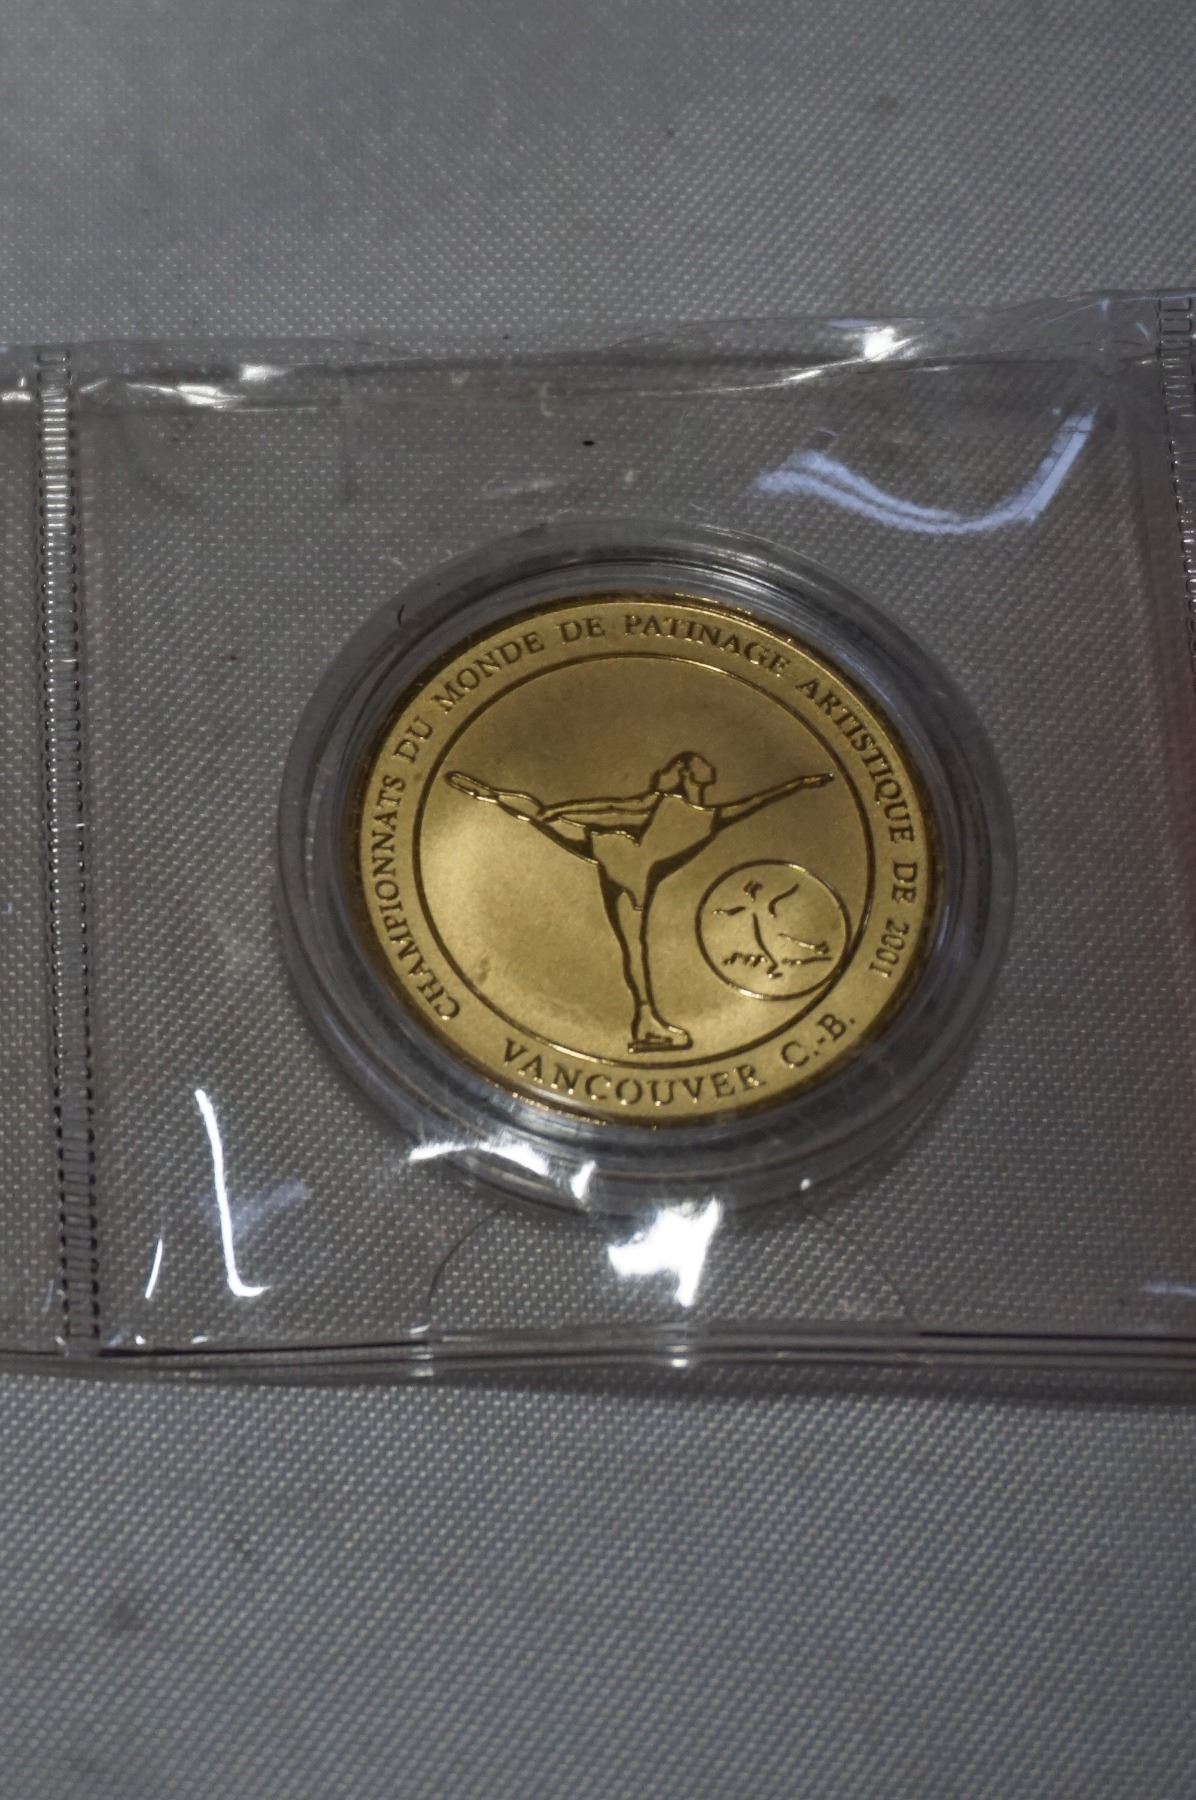 CHAMPIONNATS DU MONDE DE PATINAGE ARTISTIQUE DE 2001
VANCOUVER C.-B.